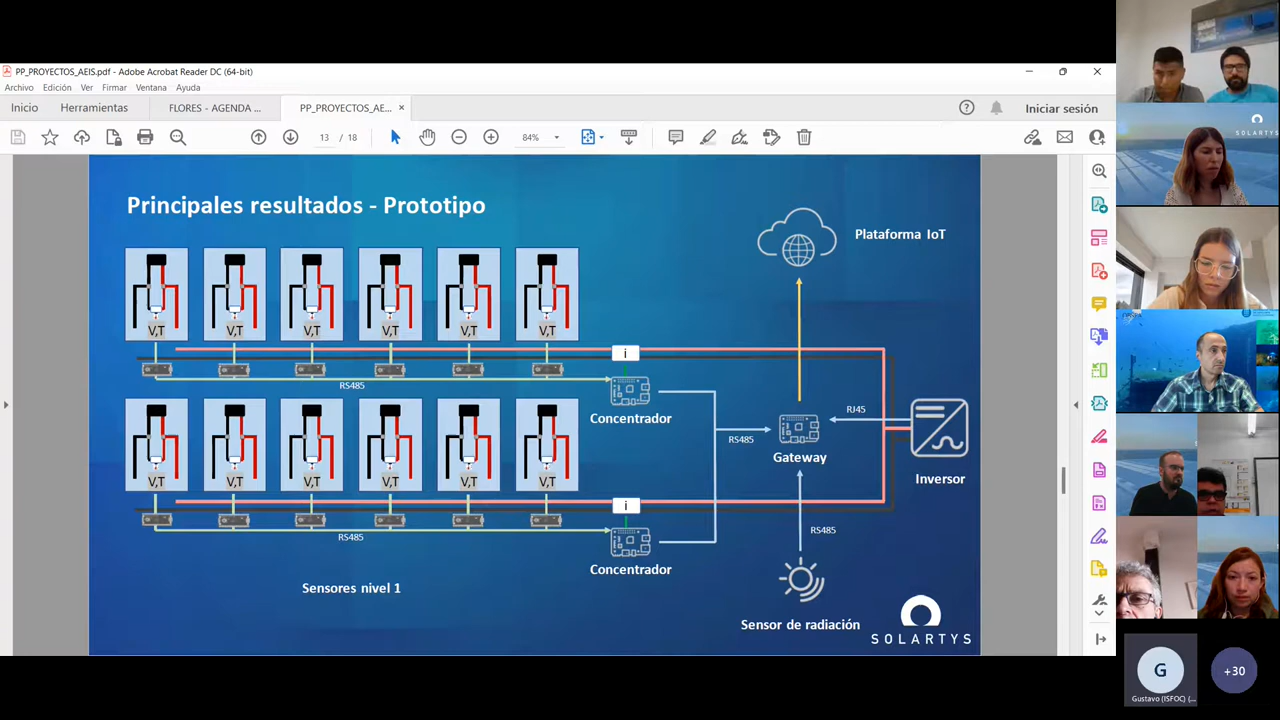 PP_PROYECTOS_AEIS.pdf - Adobe Acrobat Reader DC (64-bit)
Archivo Edición Ver Firmar Ventana Ayuda
Inicio Herramientas FLORES - AGENDA ... PP_PROYECTOS_AE... × Iniciar sesión
13 / 18 84%
Principales resultados - Prototipo
Plataforma IoT
V,T V,T V,T V,T V,T V,T
i
RS485
Concentrador
RJ45
RS485
Gateway
Inversor
V,T V,T V,T V,T V,T V,T
i
RS485
RS485
Concentrador
Sensores nivel 1
Sensor de radiación
SOLARTYS
SOLARTYS
G
+30
Gustavo (ISFOC) (...